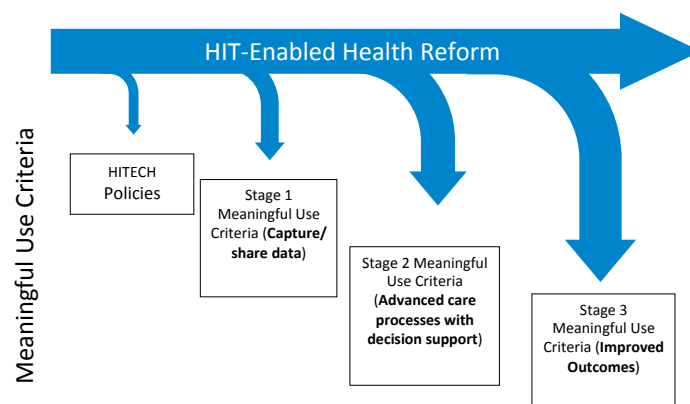 HIT-Enabled Health Reform
Meaningful Use Criteria
HITECH
Policies
Stage 1
Meaningful Use
Criteria (Capture/
share data)
Stage 2 Meaningful
Use Criteria
(Advanced care
processes with
decision support)
Stage 3
Meaningful Use
Criteria (Improved
Outcomes)